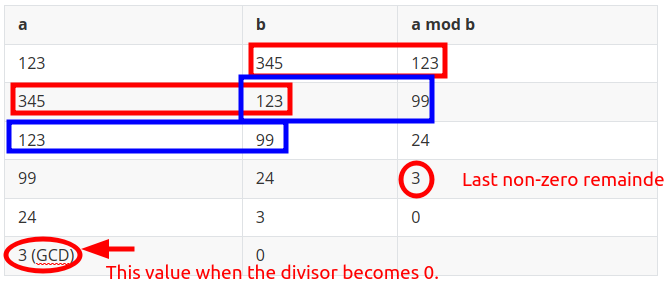 a b a mod b
123 345 123
345 123 99
123 99 24
99 24 3 Last non-zero remainde
24 3 0
3 (GCD) 0
This value when the divisor becomes 0.